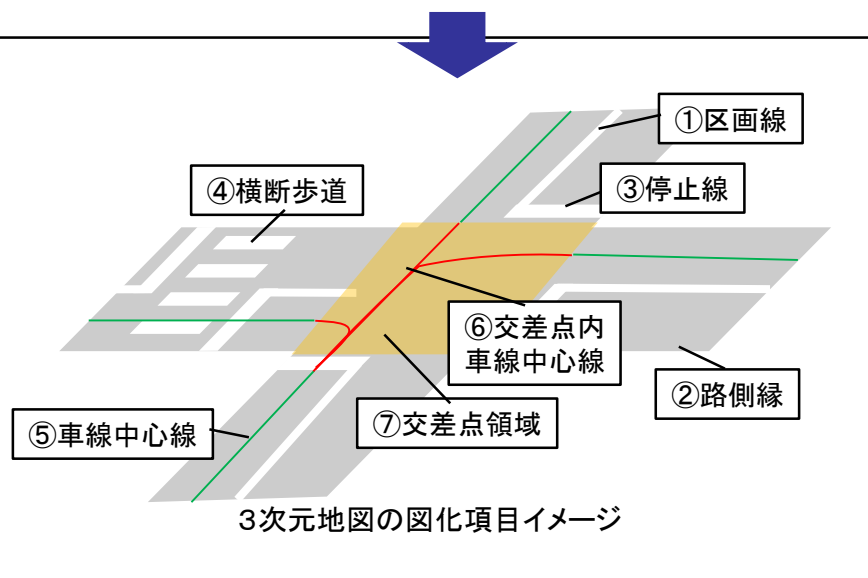 ①区画線
④横断歩道
③停止線
⑥交差点内
車線中心線
②路側縁
⑦交差点領域
⑤車線中心線
３次元地図の図化項目イメージ